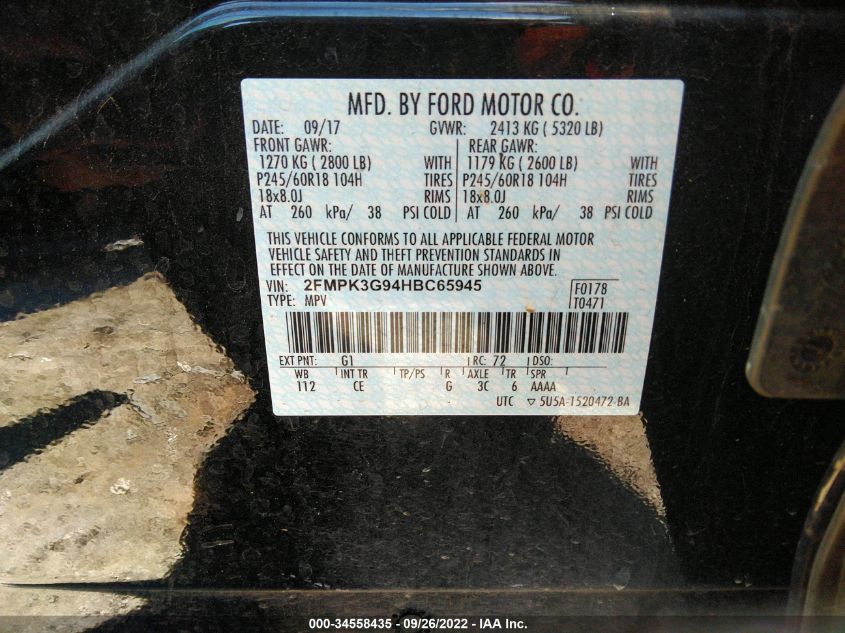 MFD. BY FORD MOTOR CO.
DATE: 09/17 GVWR: 2413 KG ( 5320 LB)
FRONT GAWR: REAR GAWR:
1270 KG ( 2800 LB) WITH 1179 KG ( 2600 LB) WITH
P245/60R18 104H TIRES P245/60R18 104H TIRES
18x8.0J RIMS 18x8.0J RIMS
AT 260 kPa/ 38 PSI COLD AT 260 kPa/ 38 PSI COLD
THIS VEHICLE CONFORMS TO ALL APPLICABLE FEDERAL MOTOR
VEHICLE SAFETY AND THEFT PREVENTION STANDARDS IN
EFFECT ON THE DATE OF MANUFACTURE SHOWN ABOVE.
VIN: 2FMPK3G94HBC65945 F0178
TYPE: MPV T0471
EXT PNT: G1 RC: 72 DSO:
WB INT TR TP/PS R AXLE TR SPR
112 CE G 3C 6 AAAA
UTC ▽ 5U5A-1520472-BA
000-34558435 - 09/26/2022 - IAA Inc.